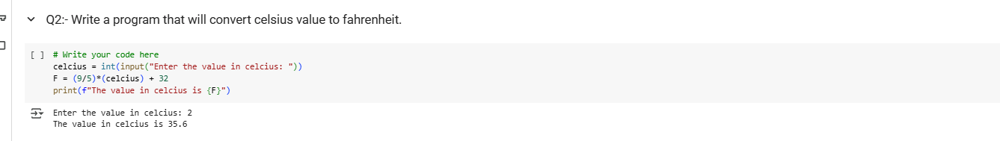 Q2:- Write a program that will convert celsius value to fahrenheit.
[ ] # Write your code here
celcius = int(input("Enter the value in celcius: "))
F = (9/5)*(celcius) + 32
print(f"The value in celcius is {F}")
Enter the value in celcius: 2
The value in celcius is 35.6